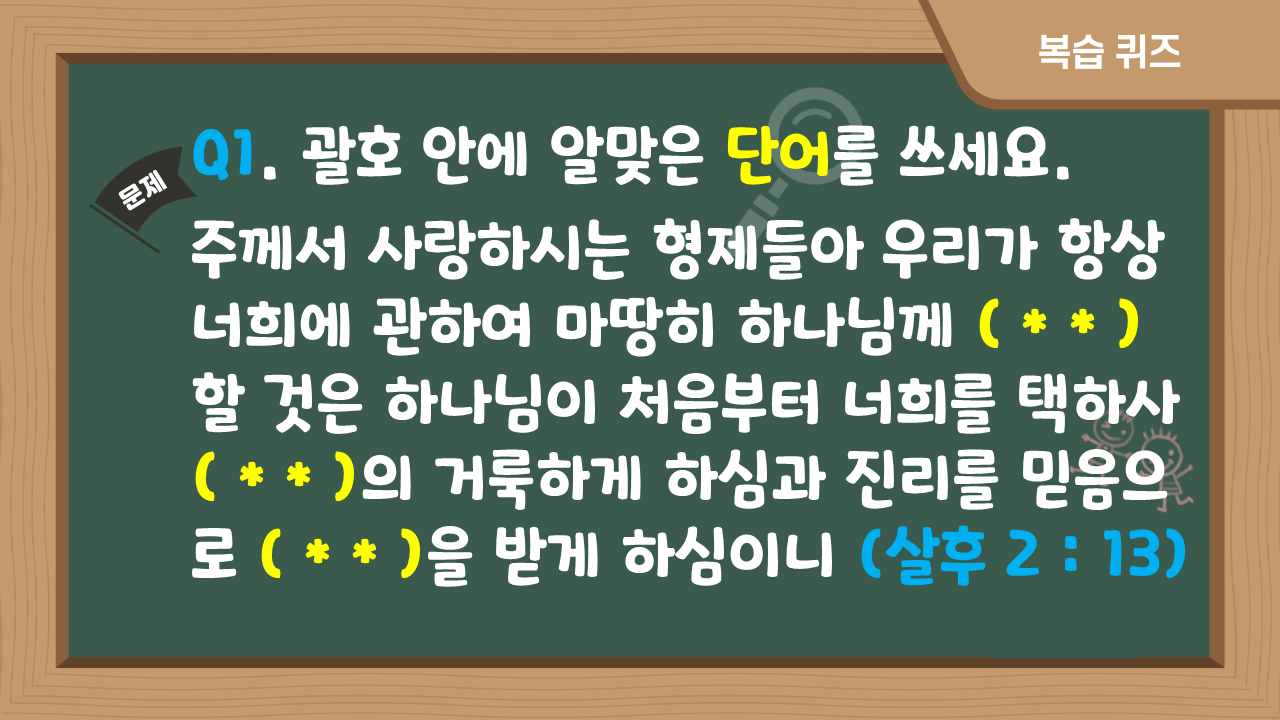 복습 퀴즈
문제
Q1. 괄호 안에 알맞은 단어를 쓰세요.
주께서 사랑하시는 형제들아 우리가 항상
너희에 관하여 마땅히 하나님께 ( * * )
할 것은 하나님이 처음부터 너희를 택하사
( * * )의 거룩하게 하심과 진리를 믿음으
로 ( * * )을 받게 하심이니 (살후 2 : 13)